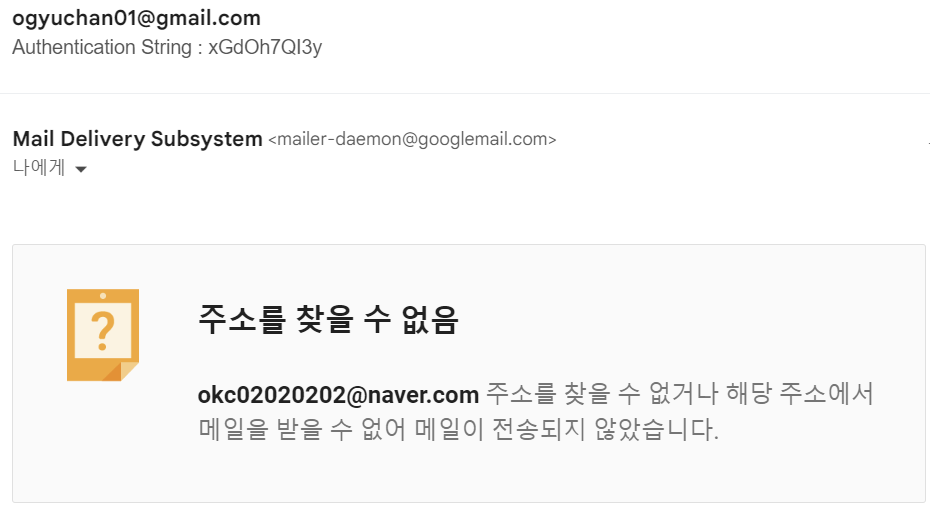 ogyuchan01@gmail.com
Authentication String : xGdOh7QI3y
Mail Delivery Subsystem <mailer-daemon@googlemail.com>
나에게
?
주소를 찾을 수 없음
okc02020202@naver.com 주소를 찾을 수 없거나 해당 주소에서
메일을 받을 수 없어 메일이 전송되지 않았습니다.